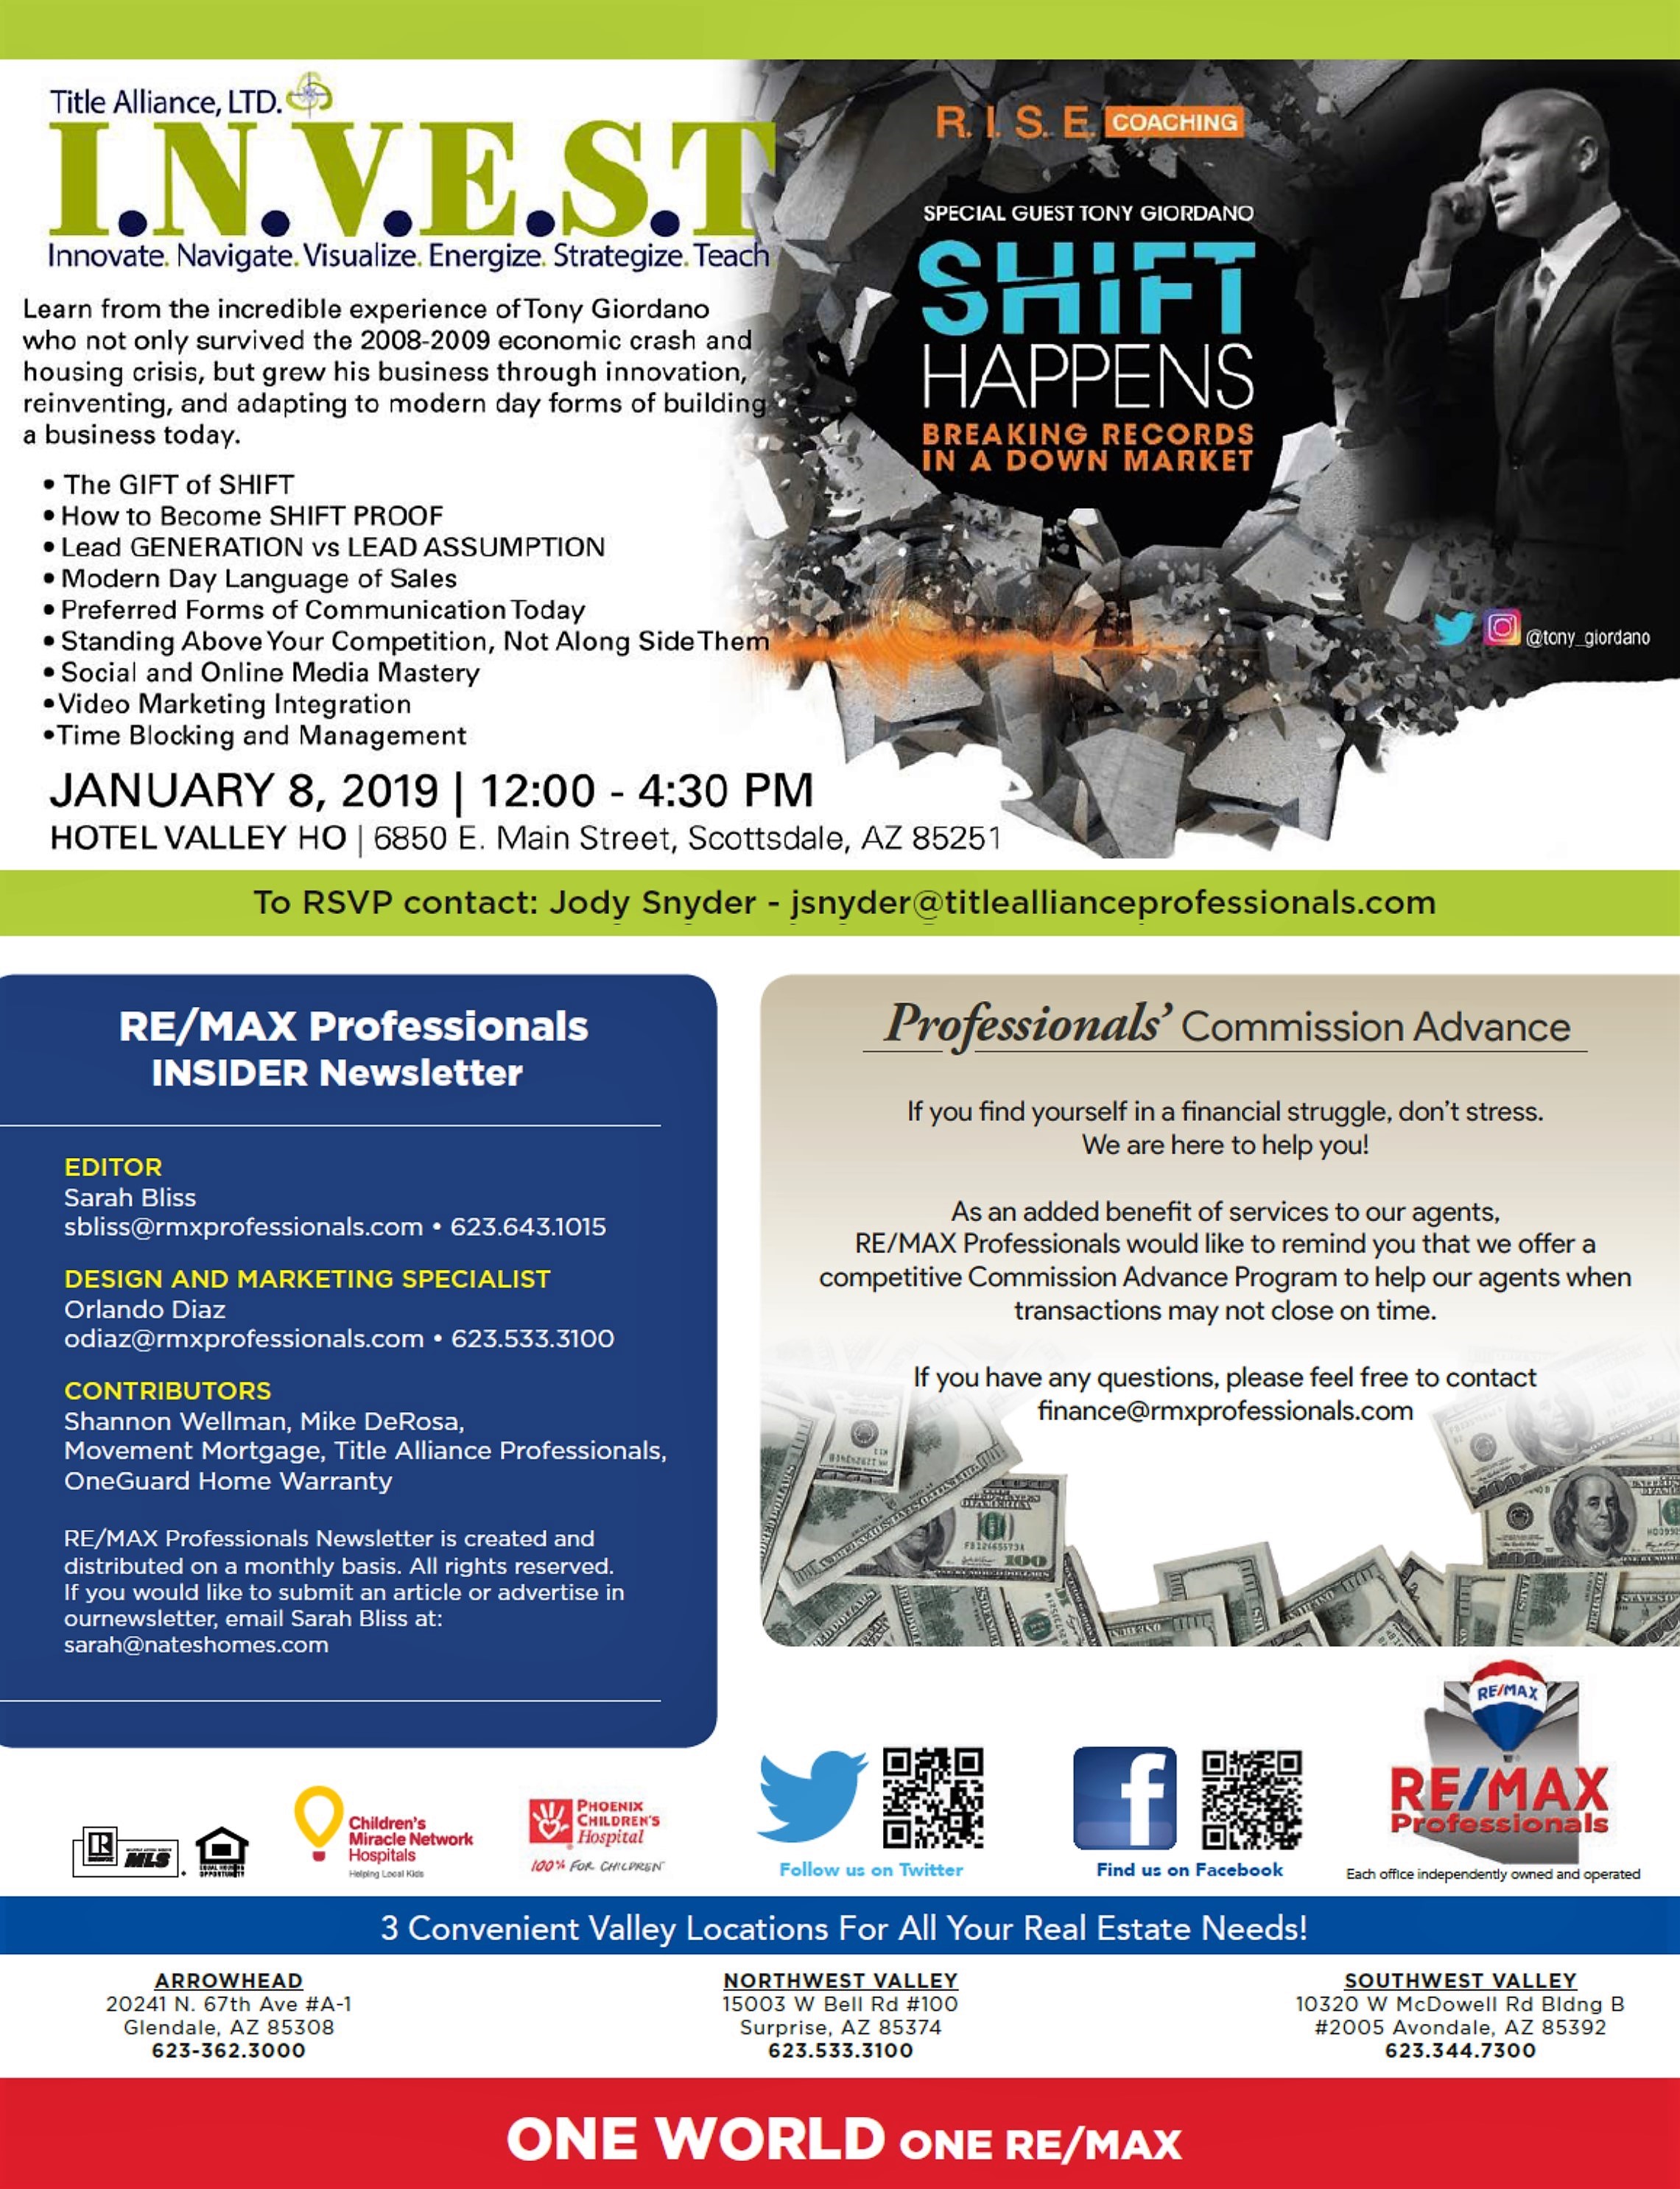 Title Alliance, LTD.
I.N.V.E.S.T
Innovate. Navigate. Visualize. Energize. Strategize. Teach
Learn from the incredible experience of Tony Giordano
who not only survived the 2008-2009 economic crash and
housing crisis, but grew his business through innovation,
reinventing, and adapting to modern day forms of building
a business today.
• The GIFT of SHIFT
• How to Become SHIFT PROOF
• Lead GENERATION vs LEAD ASSUMPTION
• Modern Day Language of Sales
• Preferred Forms of Communication Today
• Standing Above Your Competition, Not Along Side Them
• Social and Online Media Mastery
• Video Marketing Integration
• Time Blocking and Management
R. I. S. E. COACHING
SPECIAL GUEST TONY GIORDANO
SHIFT
HAPPENS
BREAKING RECORDS
IN A DOWN MARKET
@tony_giordano
JANUARY 8, 2019 | 12:00 - 4:30 PM
HOTEL VALLEY HO | 6850 E. Main Street, Scottsdale, AZ 85251
To RSVP contact: Jody Snyder - jsnyder@titleallianceprofessionals.com
RE/MAX Professionals
INSIDER Newsletter
EDITOR
Sarah Bliss
sbliss@rmxprofessionals.com • 623.643.1015
DESIGN AND MARKETING SPECIALIST
Orlando Diaz
odiaz@rmxprofessionals.com • 623.533.3100
CONTRIBUTORS
Shannon Wellman, Mike DeRosa,
Movement Mortgage, Title Alliance Professionals,
OneGuard Home Warranty
RE/MAX Professionals Newsletter is created and
distributed on a monthly basis. All rights reserved.
If you would like to submit an article or advertise in
ournewsletter, email Sarah Bliss at:
sarah@nateshomes.com
Professionals' Commission Advance
If you find yourself in a financial struggle, don't stress.
We are here to help you!
As an added benefit of services to our agents,
RE/MAX Professionals would like to remind you that we offer a
competitive Commission Advance Program to help our agents when
transactions may not close on time.
If you have any questions, please feel free to contact
finance@rmxprofessionals.com
R
REALTOR
MLS
EQUAL HOUSING
OPPORTUNITY
Children's
Miracle Network
Hospitals
Helping Local Kids
PHOENIX
CHILDREN'S
Hospital
100% FOR CHILDREN
Follow us on Twitter
f
Find us on Facebook
RE/MAX
RE/MAX
Professionals
Each office independently owned and operated
3 Convenient Valley Locations For All Your Real Estate Needs!
ARROWHEAD
20241 N. 67th Ave #A-1
Glendale, AZ 85308
623-362.3000
NORTHWEST VALLEY
15003 W Bell Rd #100
Surprise, AZ 85374
623.533.3100
SOUTHWEST VALLEY
10320 W McDowell Rd Bldng B
#2005 Avondale, AZ 85392
623.344.7300
ONE WORLD ONE RE/MAX